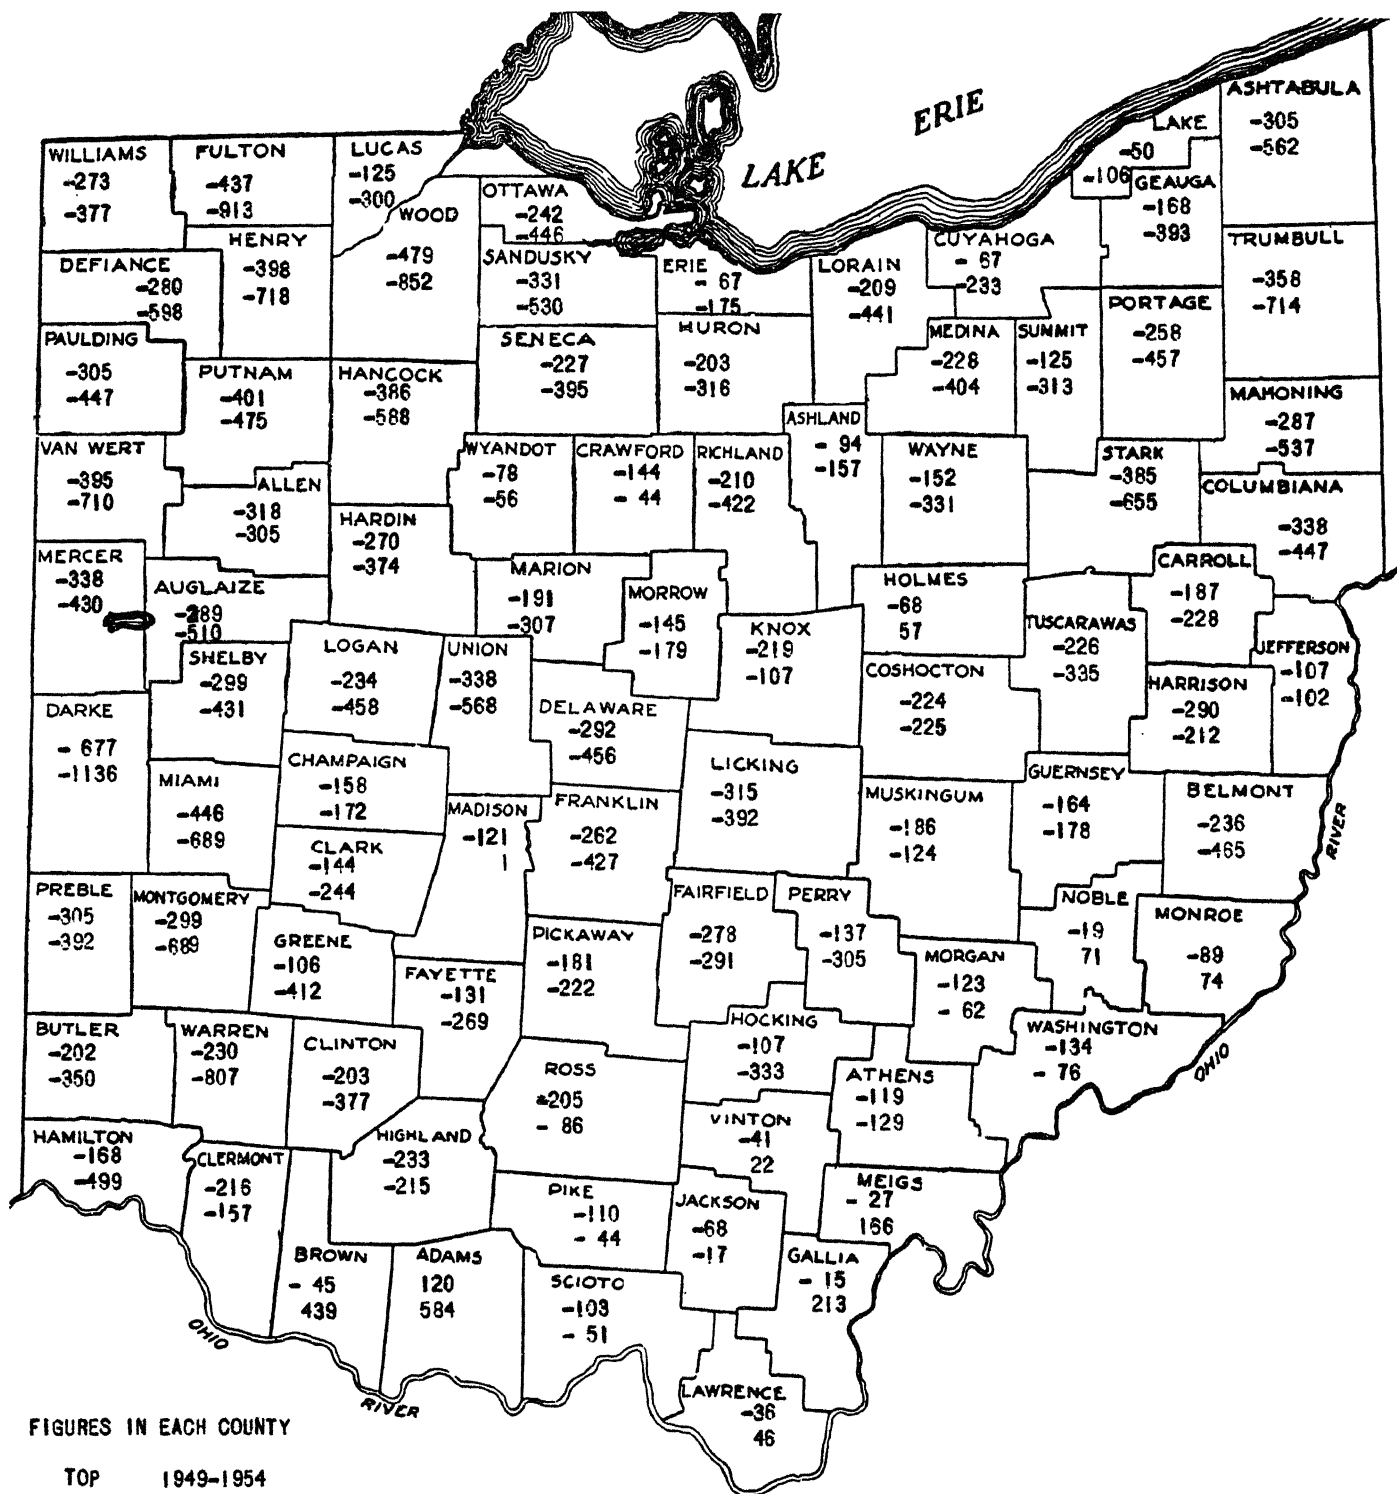 ERIE
LAKE
ASHTABULA
-305
-562
LAKE
-50
-106
GEAUGA
-168
-393
WILLIAMS
-273
-377
FULTON
-437
-913
LUCAS
-125
-300
WOOD
-479
-852
OTTAWA
-242
-446
HENRY
-398
-718
DEFIANCE
-280
-598
SANDUSKY
-331
-530
ERIE
- 67
-175
LORAIN
-209
-441
CUYAHOGA
- 67
-233
TRUMBULL
-358
-714
PAULDING
-305
-447
PUTNAM
-401
-475
HANCOCK
-386
-588
SENECA
-227
-395
HURON
-203
-316
MEDINA
-228
-404
SUMMIT
-125
-313
PORTAGE
-258
-457
MAHONING
-287
-537
VAN WERT
-395
-710
ALLEN
-318
-305
WYANDOT
-78
-56
CRAWFORD
-144
- 44
RICHLAND
-210
-422
ASHLAND
- 94
-157
WAYNE
-152
-331
STARK
-385
-655
COLUMBIANA
-338
-447
MERCER
-338
-430
AUGLAIZE
-289
-510
HARDIN
-270
-374
MARION
-191
-307
MORROW
-145
-179
KNOX
-219
-107
HOLMES
-68
57
TUSCARAWAS
-226
-335
CARROLL
-187
-228
JEFFERSON
-107
-102
HARRISON
-290
-212
SHELBY
-299
-431
LOGAN
-234
-458
UNION
-338
-568
DELAWARE
-292
-456
COSHOCTON
-224
-225
DARKE
- 677
-1136
MIAMI
-446
-689
CHAMPAIGN
-158
-172
LICKING
-315
-392
MUSKINGUM
-186
-124
GUERNSEY
-164
-178
BELMONT
-236
-465
RIVER
MADISON
-121
1
FRANKLIN
-262
-427
CLARK
-144
-244
PREBLE
-305
-392
MONTGOMERY
-299
-689
GREENE
-106
-412
FAYETTE
-131
-269
PICKAWAY
-181
-222
FAIRFIELD
-278
-291
PERRY
-137
-305
MORGAN
-123
- 62
NOBLE
-19
71
MONROE
-89
74
BUTLER
-202
-350
WARREN
-230
-807
CLINTON
-203
-377
ROSS
-205
- 86
HOCKING
-107
-333
ATHENS
-119
-129
WASHINGTON
-134
- 76
OHIO
HAMILTON
-168
-499
CLERMONT
-216
-157
HIGHLAND
-233
-215
VINTON
-41
22
PIKE
-110
- 44
JACKSON
-68
-17
MEIGS
- 27
166
BROWN
- 45
439
ADAMS
120
584
SCIOTO
-103
- 51
GALLIA
- 15
213
OHIO
RIVER
LAWRENCE
-36
46
FIGURES IN EACH COUNTY
TOP 1949-1954